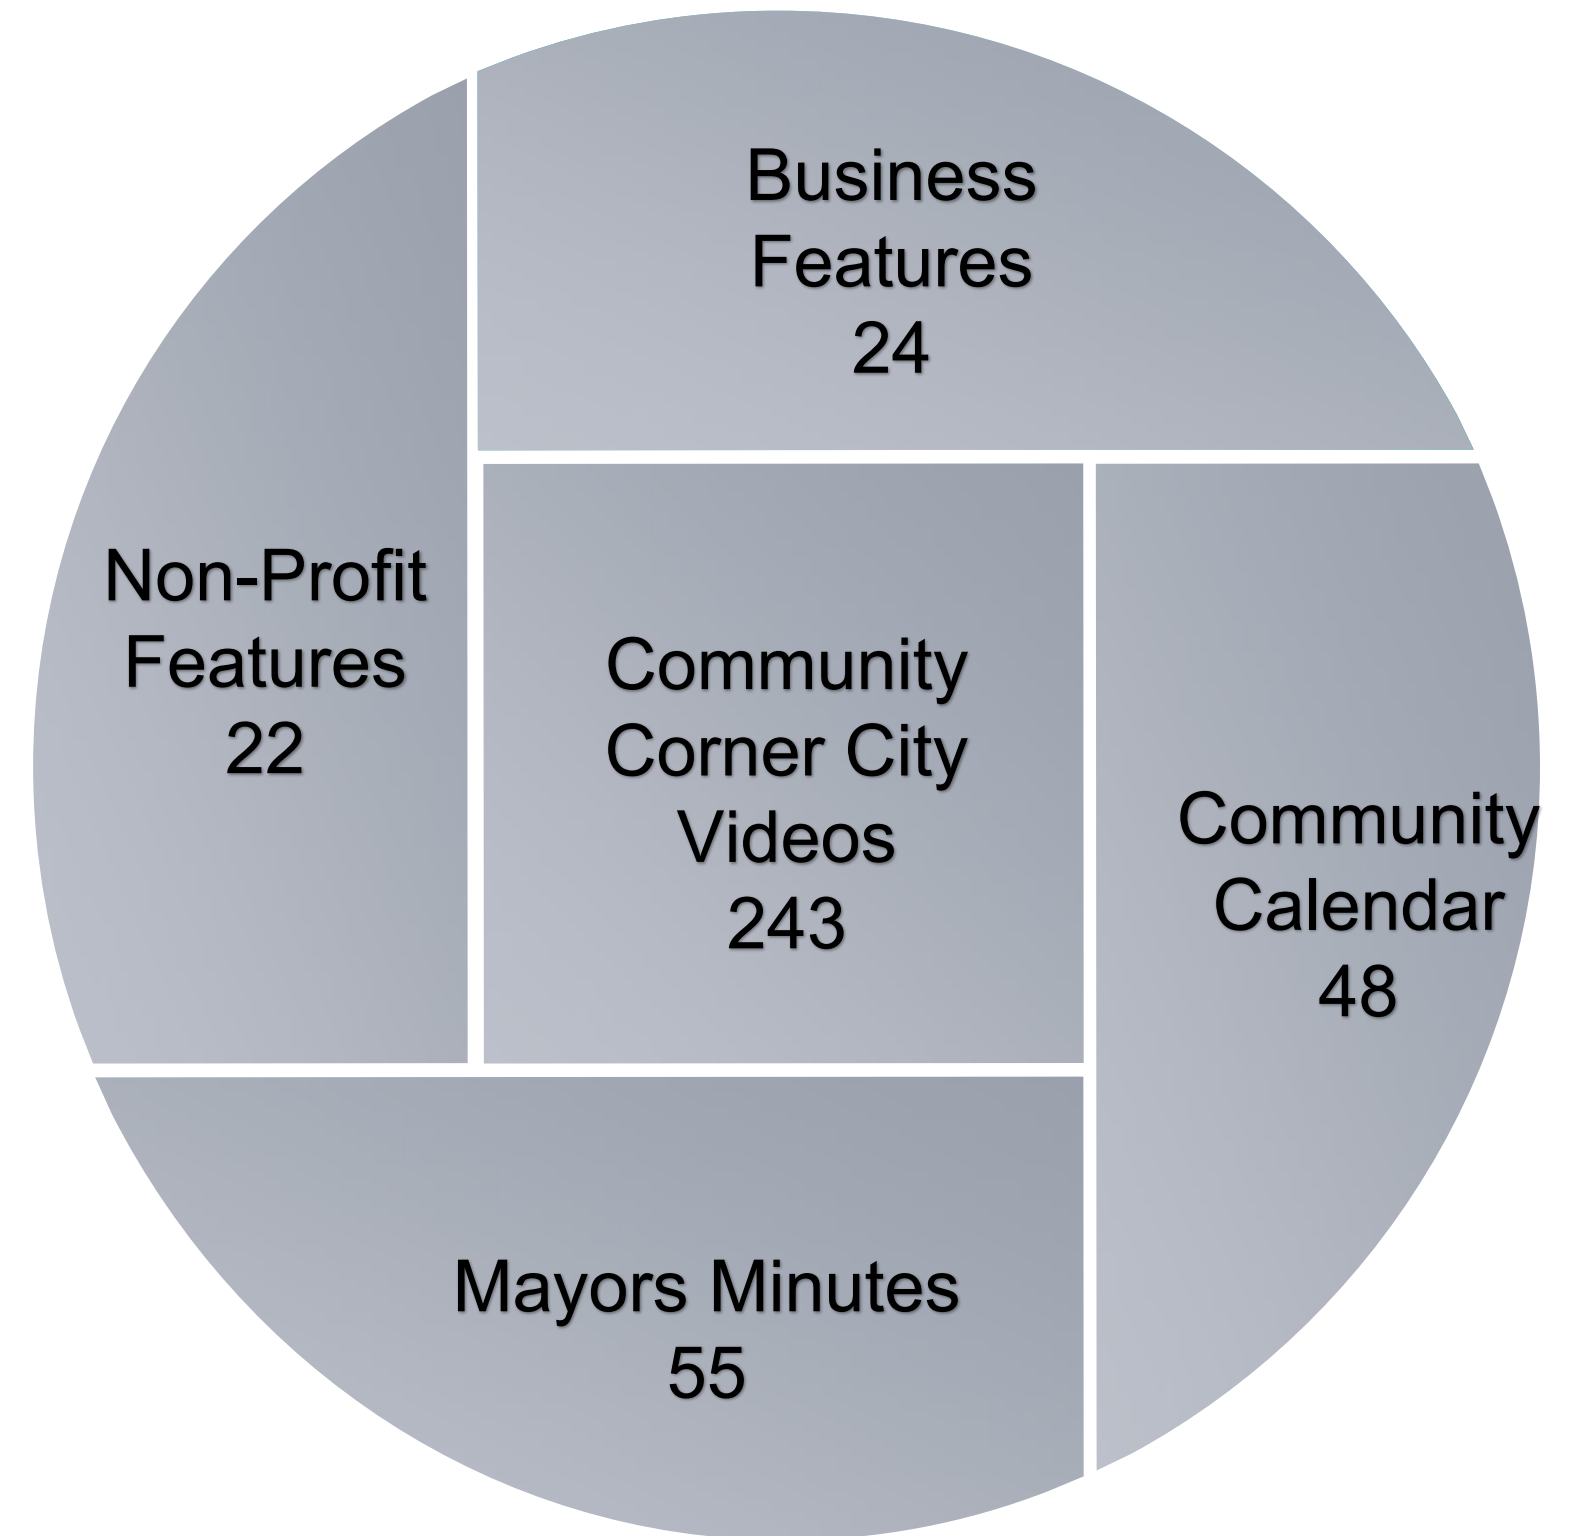 Business
Features
24
Non-Profit
Features
22
Community
Corner City
Videos
243
Community
Calendar
48
Mayors Minutes
55